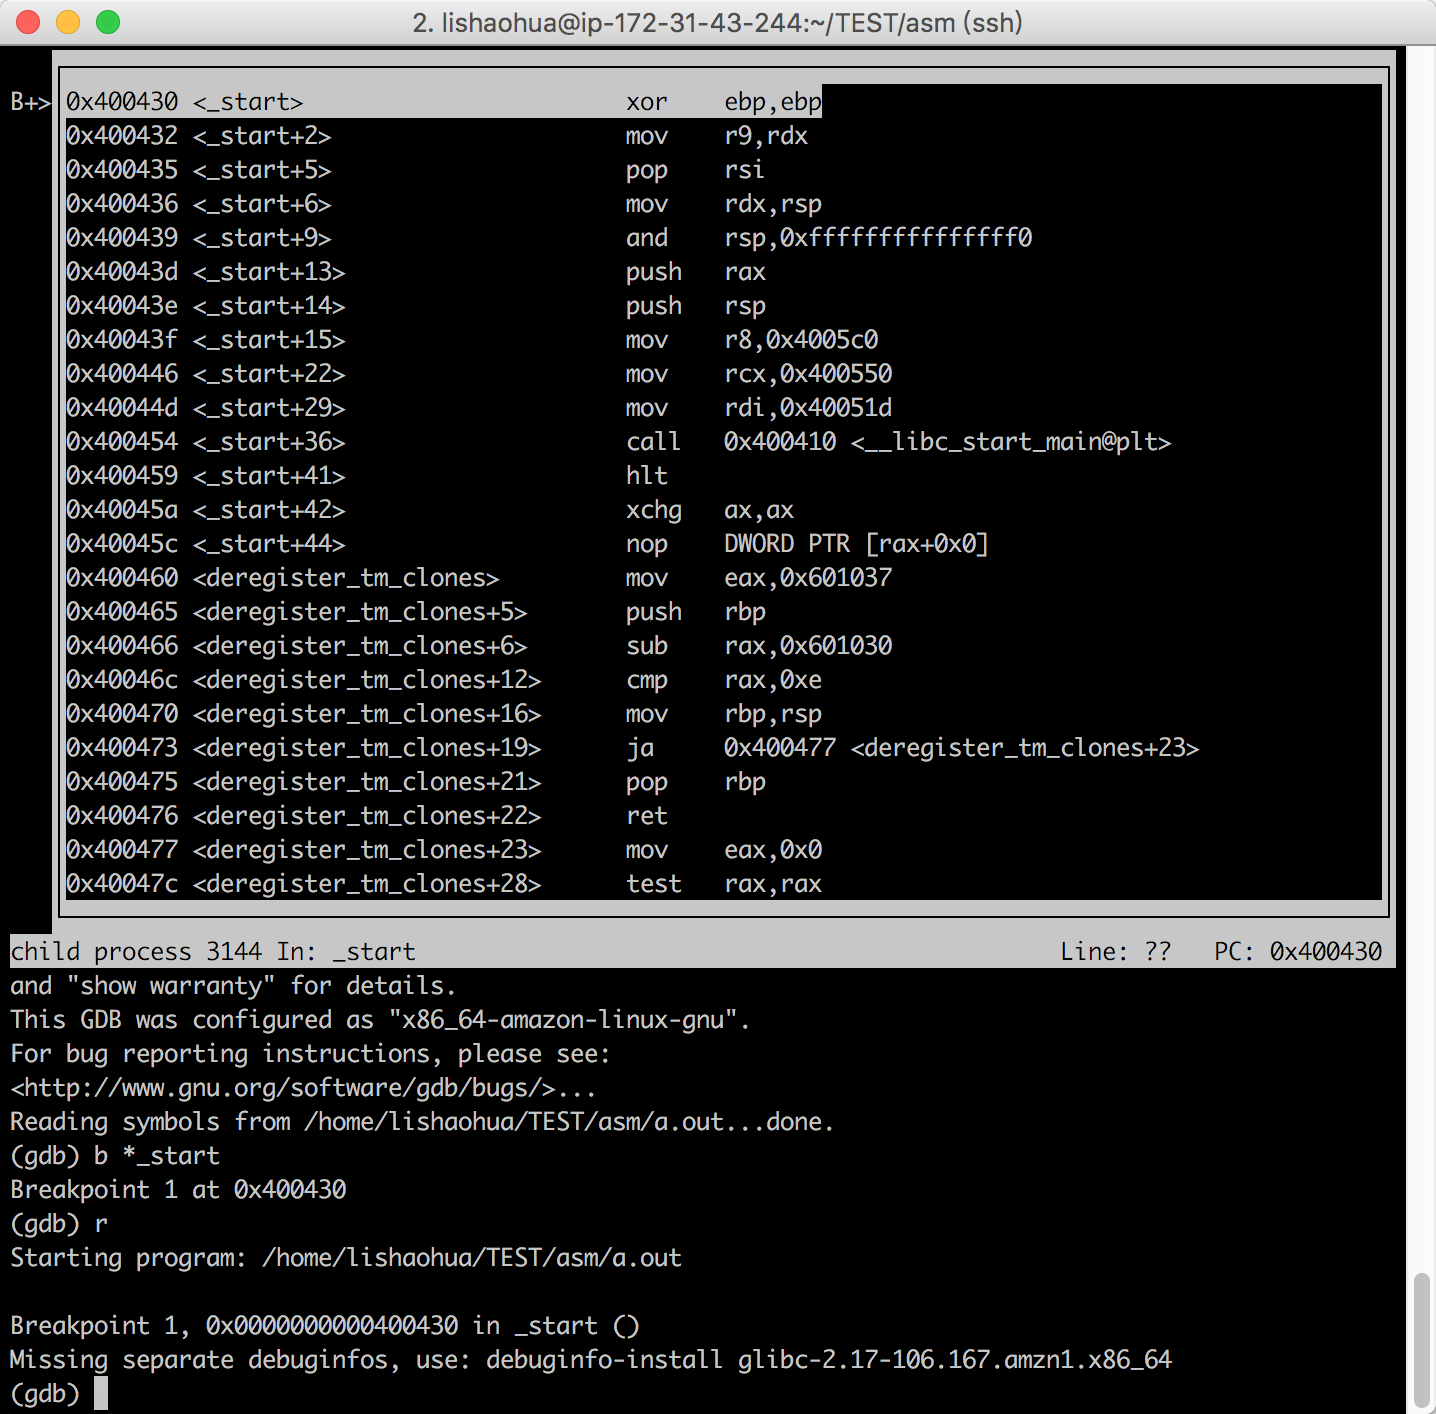 2. lishaohua@ip-172-31-43-244:~/TEST/asm (ssh)
B+> 0x400430 <_start> xor ebp,ebp
0x400432 <_start+2> mov r9,rdx
0x400435 <_start+5> pop rsi
0x400436 <_start+6> mov rdx,rsp
0x400439 <_start+9> and rsp,0xfffffffffffffff0
0x40043d <_start+13> push rax
0x40043e <_start+14> push rsp
0x40043f <_start+15> mov r8,0x4005c0
0x400446 <_start+22> mov rcx,0x400550
0x40044d <_start+29> mov rdi,0x40051d
0x400454 <_start+36> call 0x400410 <__libc_start_main@plt>
0x400459 <_start+41> hlt
0x40045a <_start+42> xchg ax,ax
0x40045c <_start+44> nop DWORD PTR [rax+0x0]
0x400460 <deregister_tm_clones> mov eax,0x601037
0x400465 <deregister_tm_clones+5> push rbp
0x400466 <deregister_tm_clones+6> sub rax,0x601030
0x40046c <deregister_tm_clones+12> cmp rax,0xe
0x400470 <deregister_tm_clones+16> mov rbp,rsp
0x400473 <deregister_tm_clones+19> ja 0x400477 <deregister_tm_clones+23>
0x400475 <deregister_tm_clones+21> pop rbp
0x400476 <deregister_tm_clones+22> ret
0x400477 <deregister_tm_clones+23> mov eax,0x0
0x40047c <deregister_tm_clones+28> test rax,rax
child process 3144 In: _start Line: ?? PC: 0x400430
and "show warranty" for details.
This GDB was configured as "x86_64-amazon-linux-gnu".
For bug reporting instructions, please see:
<http://www.gnu.org/software/gdb/bugs/>...
Reading symbols from /home/lishaohua/TEST/asm/a.out...done.
(gdb) b *_start
Breakpoint 1 at 0x400430
(gdb) r
Starting program: /home/lishaohua/TEST/asm/a.out
Breakpoint 1, 0x0000000000400430 in _start ()
Missing separate debuginfos, use: debuginfo-install glibc-2.17-106.167.amzn1.x86_64
(gdb)